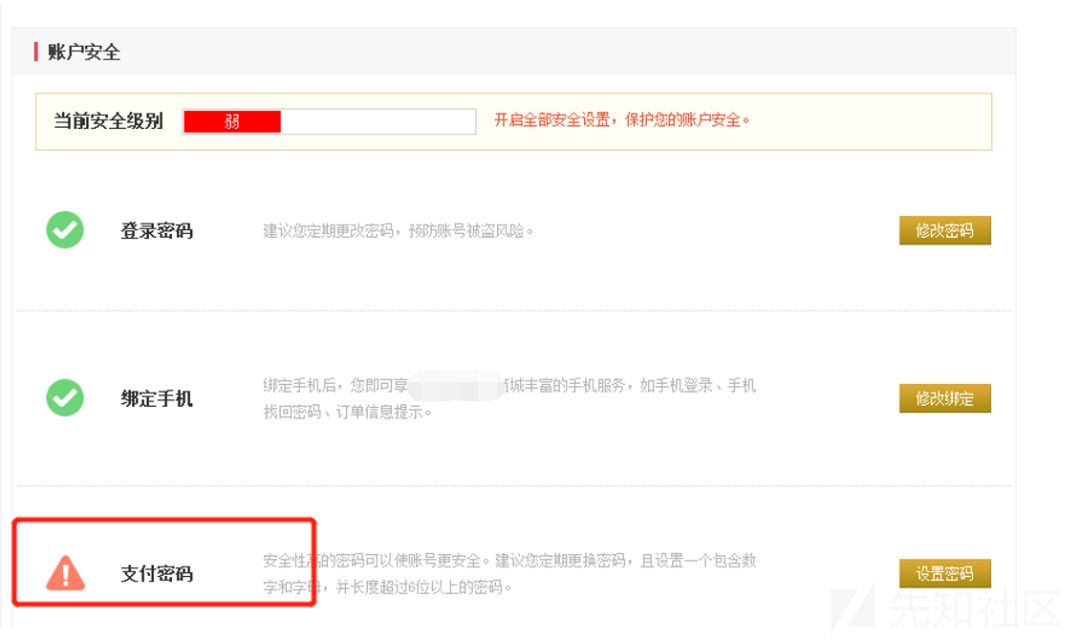 账户安全
当前安全级别 弱 开启全部安全设置，保护您的账户安全。
登录密码 建议您定期更改密码，预防账号被盗风险。 修改密码
绑定手机 绑定手机后，您即可享 商城丰富的手机服务，如手机登录、手机 修改绑定
找回密码、订单信息提示。
支付密码 安全性高的密码可以使账号更安全。建议您定期更换密码，且设置一个包含数 设置密码
字和字母，并长度超过6位以上的密码。
先知社区